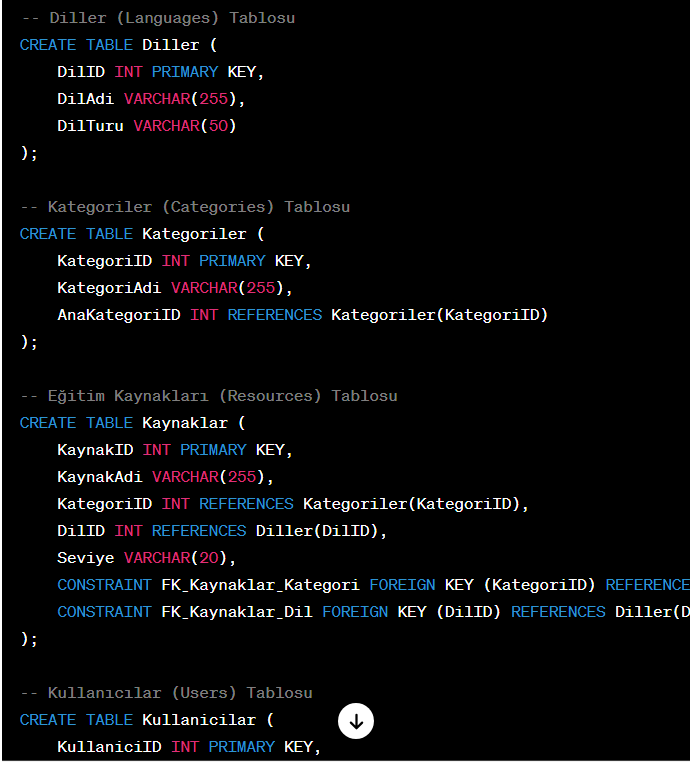 -- Diller (Languages) Tablosu
CREATE TABLE Diller (
    DilID INT PRIMARY KEY,
    DilAdi VARCHAR(255),
    DilTuru VARCHAR(50)
);

-- Kategoriler (Categories) Tablosu
CREATE TABLE Kategoriler (
    KategoriID INT PRIMARY KEY,
    KategoriAdi VARCHAR(255),
    AnaKategoriID INT REFERENCES Kategoriler(KategoriID)
);

-- Eğitim Kaynakları (Resources) Tablosu
CREATE TABLE Kaynaklar (
    KaynakID INT PRIMARY KEY,
    KaynakAdi VARCHAR(255),
    KategoriID INT REFERENCES Kategoriler(KategoriID),
    DilID INT REFERENCES Diller(DilID),
    Seviye VARCHAR(20),
    CONSTRAINT FK_Kaynaklar_Kategori FOREIGN KEY (KategoriID) REFERENCE
    CONSTRAINT FK_Kaynaklar_Dil FOREIGN KEY (DilID) REFERENCES Diller(D
);

-- Kullanıcılar (Users) Tablosu
CREATE TABLE Kullanicilar (
    KullaniciID INT PRIMARY KEY,